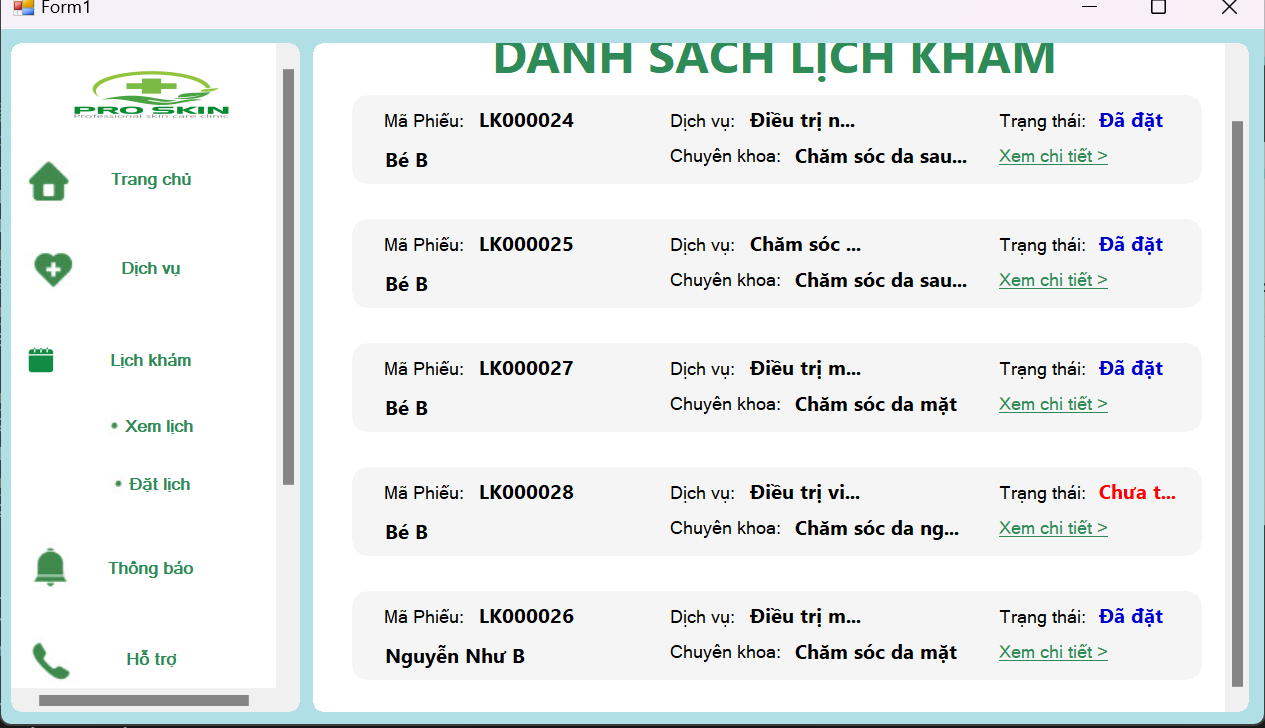 Form1
PRO SKIN
Professional skin care clinic
Trang chủ
Dịch vụ
Lịch khám
• Xem lịch
• Đặt lịch
Thông báo
Hỗ trợ
DANH SÁCH LỊCH KHÁM
Mã Phiếu: LK000024 Dịch vụ: Điều trị n... Trạng thái: Đã đặt
Bé B Chuyên khoa: Chăm sóc da sau... Xem chi tiết >
Mã Phiếu: LK000025 Dịch vụ: Chăm sóc ... Trạng thái: Đã đặt
Bé B Chuyên khoa: Chăm sóc da sau... Xem chi tiết >
Mã Phiếu: LK000027 Dịch vụ: Điều trị m... Trạng thái: Đã đặt
Bé B Chuyên khoa: Chăm sóc da mặt Xem chi tiết >
Mã Phiếu: LK000028 Dịch vụ: Điều trị vi... Trạng thái: Chưa t...
Bé B Chuyên khoa: Chăm sóc da ng... Xem chi tiết >
Mã Phiếu: LK000026 Dịch vụ: Điều trị m... Trạng thái: Đã đặt
Nguyễn Như B Chuyên khoa: Chăm sóc da mặt Xem chi tiết >